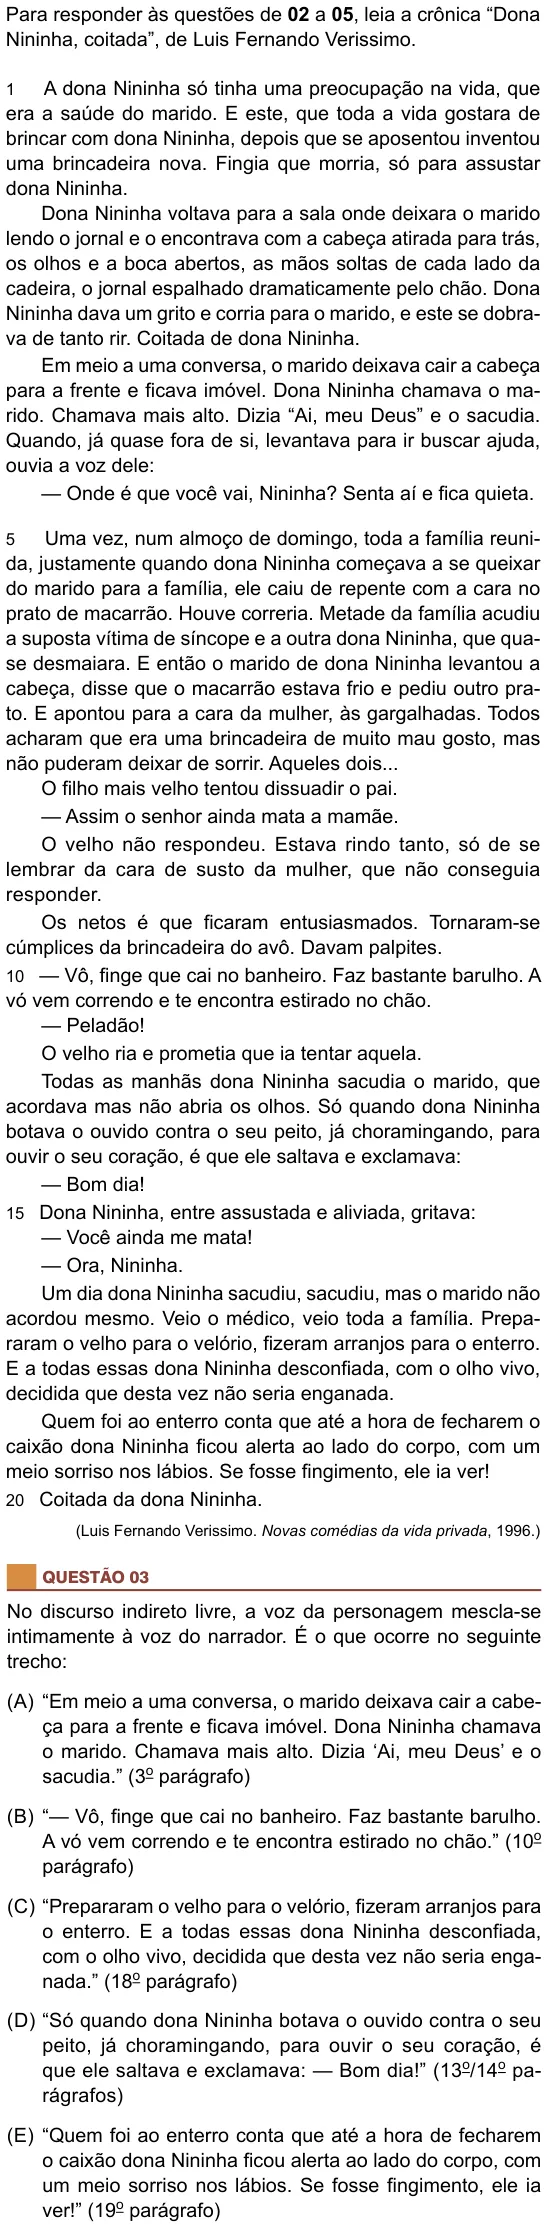 Para responder às questões de 02 a 05, leia a crônica “Dona
Nininha, coitada”, de Luis Fernando Verissimo.
1 A dona Nininha só tinha uma preocupação na vida, que
era a saúde do marido. E este, que toda a vida gostara de
brincar com dona Nininha, depois que se aposentou inventou
uma brincadeira nova. Fingia que morria, só para assustar
dona Nininha.
Dona Nininha voltava para a sala onde deixara o marido
lendo o jornal e o encontrava com a cabeça atirada para trás,
os olhos e a boca abertos, as mãos soltas de cada lado da
cadeira, o jornal espalhado dramaticamente pelo chão. Dona
Nininha dava um grito e corria para o marido, e este se dobra-
va de tanto rir. Coitada de dona Nininha.
Em meio a uma conversa, o marido deixava cair a cabeça
para a frente e ficava imóvel. Dona Nininha chamava o ma-
rido. Chamava mais alto. Dizia “Ai, meu Deus” e o sacudia.
Quando, já quase fora de si, levantava para ir buscar ajuda,
ouvia a voz dele:
— Onde é que você vai, Nininha? Senta aí e fica quieta.
5 Uma vez, num almoço de domingo, toda a família reuni-
da, justamente quando dona Nininha começava a se queixar
do marido para a família, ele caiu de repente com a cara no
prato de macarrão. Houve correria. Metade da família acudiu
a suposta vítima de síncope e a outra dona Nininha, que qua-
se desmaiara. E então o marido de dona Nininha levantou a
cabeça, disse que o macarrão estava frio e pediu outro pra-
to. E apontou para a cara da mulher, às gargalhadas. Todos
acharam que era uma brincadeira de muito mau gosto, mas
não puderam deixar de sorrir. Aqueles dois...
O filho mais velho tentou dissuadir o pai.
— Assim o senhor ainda mata a mamãe.
O velho não respondeu. Estava rindo tanto, só de se
lembrar da cara de susto da mulher, que não conseguia
responder.
Os netos é que ficaram entusiasmados. Tornaram-se
cúmplices da brincadeira do avô. Davam palpites.
10 — Vô, finge que cai no banheiro. Faz bastante barulho. A
vó vem correndo e te encontra estirado no chão.
— Peladão!
O velho ria e prometia que ia tentar aquela.
Todas as manhãs dona Nininha sacudia o marido, que
acordava mas não abria os olhos. Só quando dona Nininha
botava o ouvido contra o seu peito, já choramingando, para
ouvir o seu coração, é que ele saltava e exclamava:
— Bom dia!
15 Dona Nininha, entre assustada e aliviada, gritava:
— Você ainda me mata!
— Ora, Nininha.
Um dia dona Nininha sacudiu, sacudiu, mas o marido não
acordou mesmo. Veio o médico, veio toda a família. Prepa-
raram o velho para o velório, fizeram arranjos para o enterro.
E a todas essas dona Nininha desconfiada, com o olho vivo,
decidida que desta vez não seria enganada.
Quem foi ao enterro conta que até a hora de fecharem o
caixão dona Nininha ficou alerta ao lado do corpo, com um
meio sorriso nos lábios. Se fosse fingimento, ele ia ver!
20 Coitada da dona Nininha.
(Luis Fernando Verissimo. Novas comédias da vida privada, 1996.)
QUESTÃO 03
No discurso indireto livre, a voz da personagem mescla-se
intimamente à voz do narrador. É o que ocorre no seguinte
trecho:
(A) “Em meio a uma conversa, o marido deixava cair a cabe-
ça para a frente e ficava imóvel. Dona Nininha chamava
o marido. Chamava mais alto. Dizia ‘Ai, meu Deus’ e o
sacudia.” (3º parágrafo)
(B) “— Vô, finge que cai no banheiro. Faz bastante barulho.
A vó vem correndo e te encontra estirado no chão.” (10º
parágrafo)
(C) “Prepararam o velho para o velório, fizeram arranjos para
o enterro. E a todas essas dona Nininha desconfiada,
com o olho vivo, decidida que desta vez não seria enga-
nada.” (18º parágrafo)
(D) “Só quando dona Nininha botava o ouvido contra o seu
peito, já choramingando, para ouvir o seu coração, é
que ele saltava e exclamava: — Bom dia!” (13º/14º pa-
rágrafos)
(E) “Quem foi ao enterro conta que até a hora de fecharem
o caixão dona Nininha ficou alerta ao lado do corpo, com
um meio sorriso nos lábios. Se fosse fingimento, ele ia
ver!” (19º parágrafo)